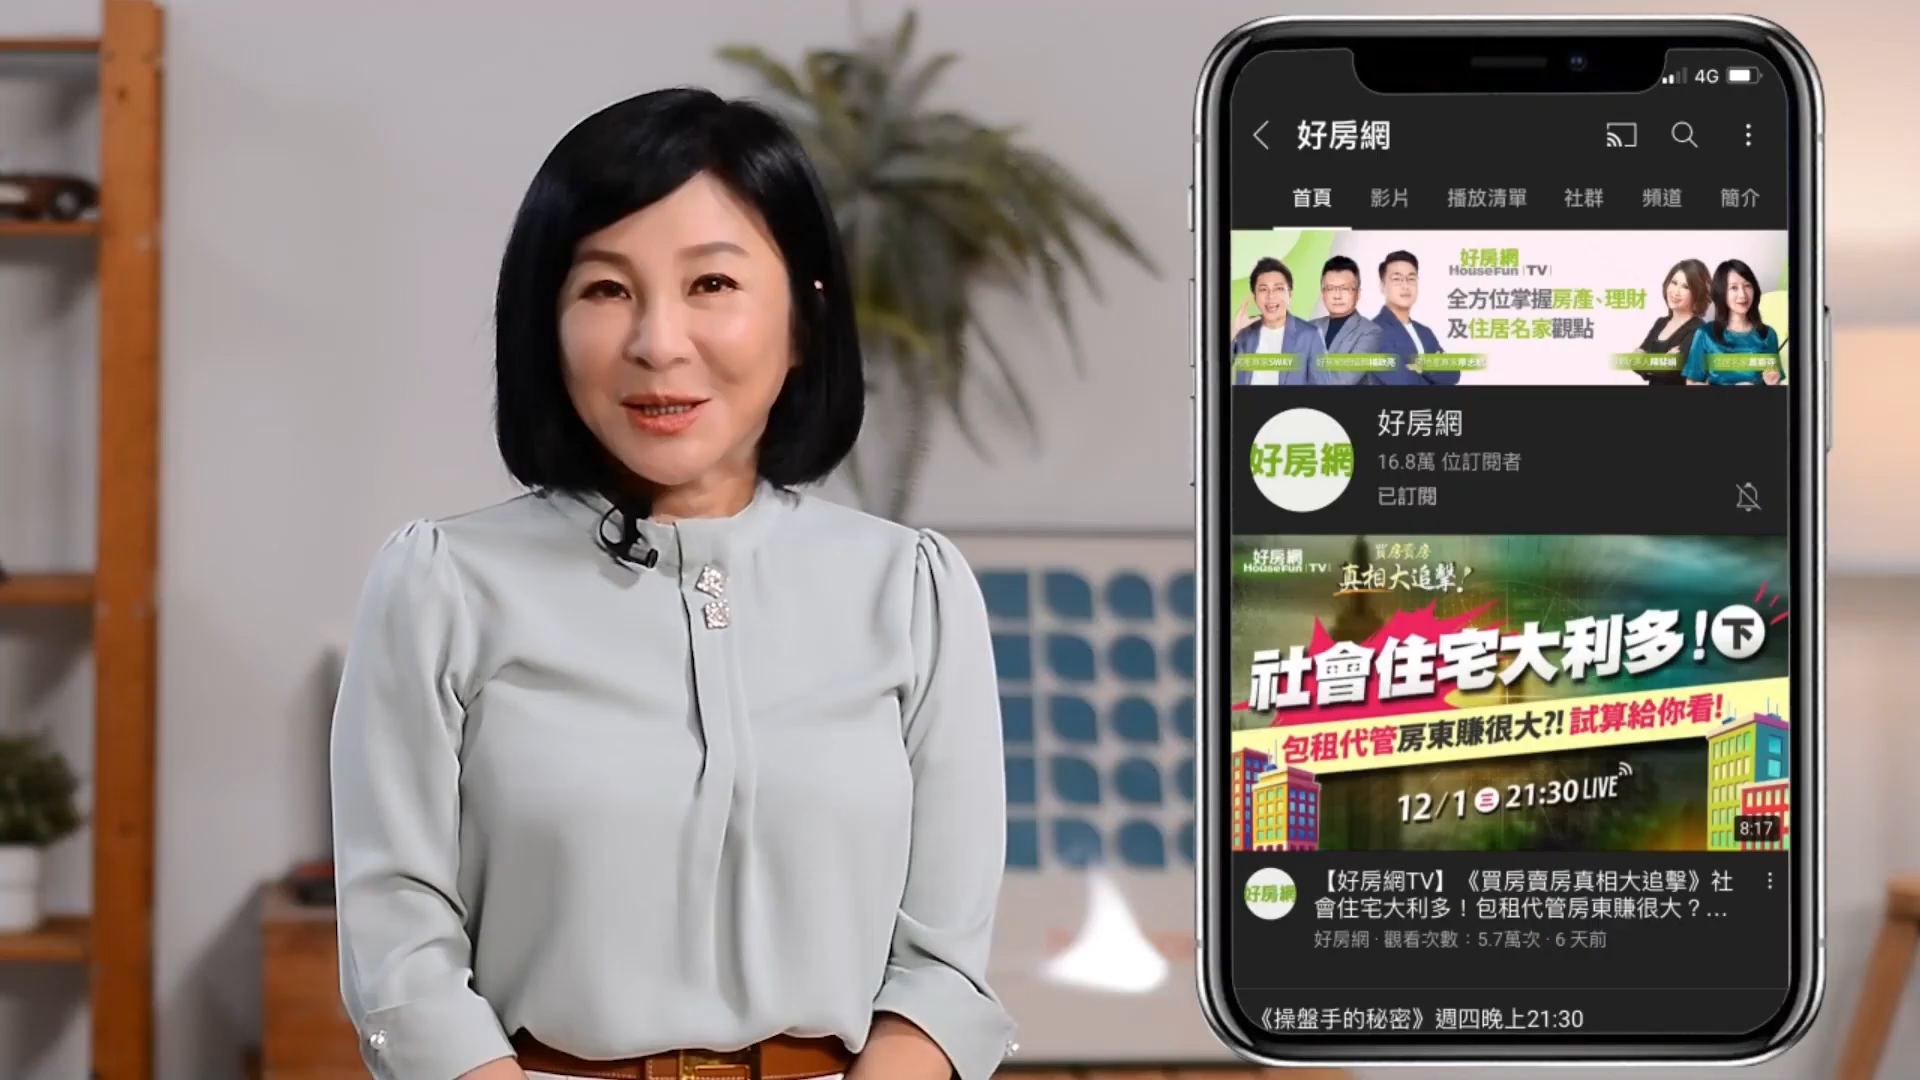 4G
好房網
首頁 影片 播放清單 社群 頻道 簡介
好房網
HouseFun TV
全方位掌握房產、理財
及住居名家觀點
好房網
好房網
16.8萬 位訂閱者
已訂閱
好房網
HouseFun TV
買房賣房
真相大追擊!
社會住宅大利多!下
包租代管房東賺很大?!試算給你看!
12/1 三 21:30 LIVE
8:17
好房網
【好房網TV】《買房賣房真相大追擊》社
會住宅大利多！包租代管房東賺很大？...
好房網 · 觀看次數：5.7萬次 · 6 天前
《操盤手的秘密》週四晚上21:30